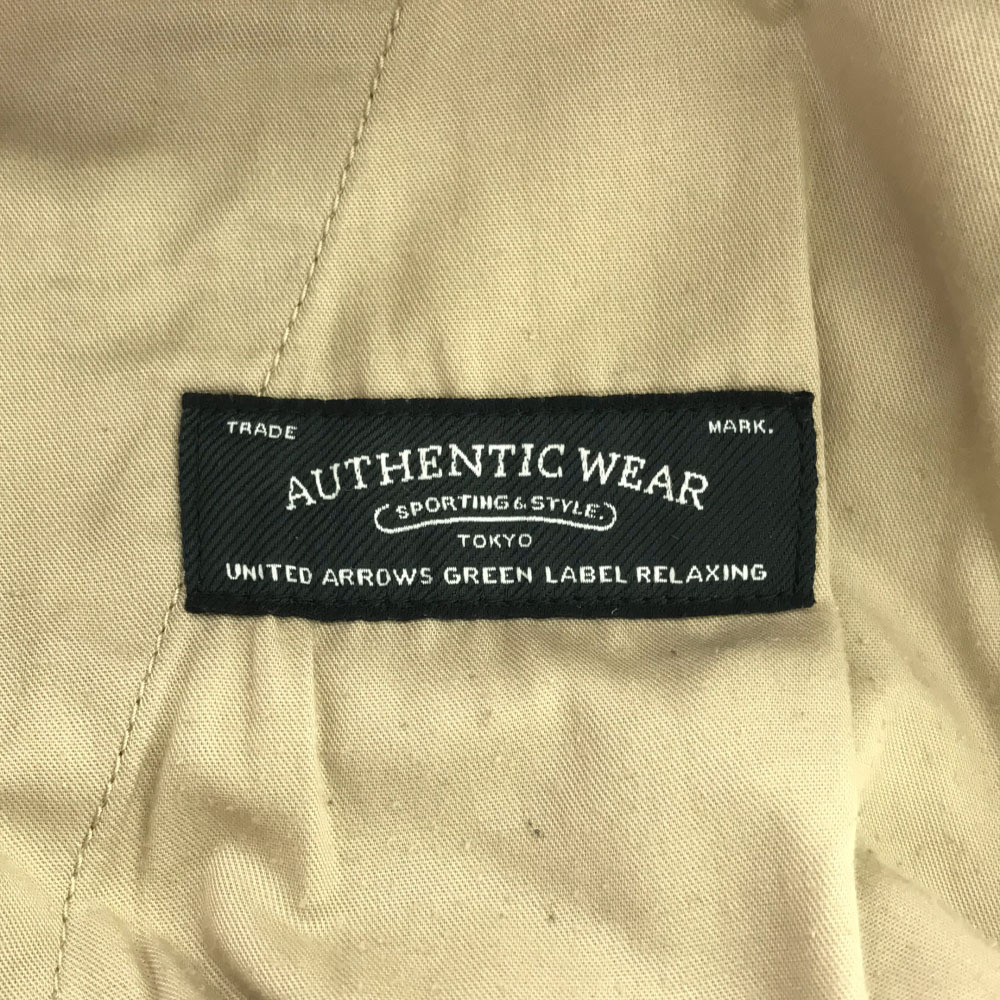 TRADE MARK.
AUTHENTIC WEAR
SPORTING & STYLE.
TOKYO
UNITED ARROWS GREEN LABEL RELAXING